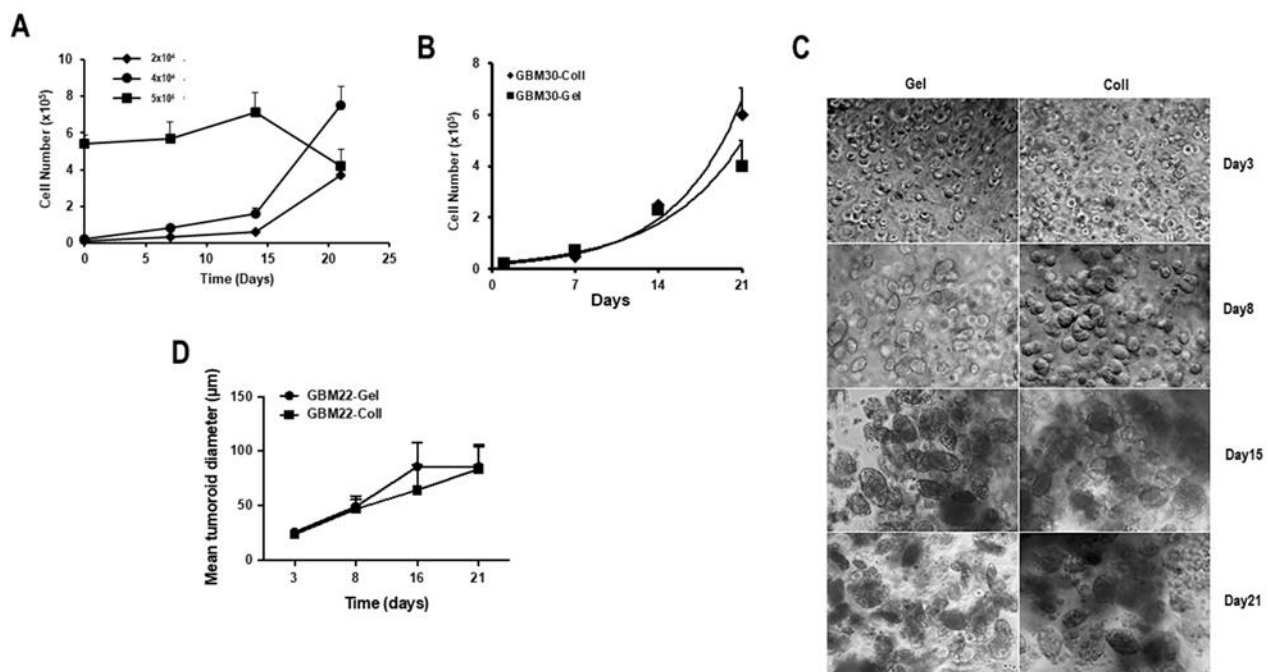 A
10
8
6
4
2
0
Cell Number (x10⁵)
2x10⁴
4x10⁴
5x10⁵
0 5 10 15 20 25
Time (Days)
B
8
6
4
2
0
Cell Number (x10⁵)
GBM30-Coll
GBM30-Gel
0 7 14 21
Days
C
Gel Coll
Day3
Day8
Day15
Day21
D
150
100
50
0
Mean tumoroid diameter (µm)
GBM22-Gel
GBM22-Coll
3 8 16 21
Time (days)